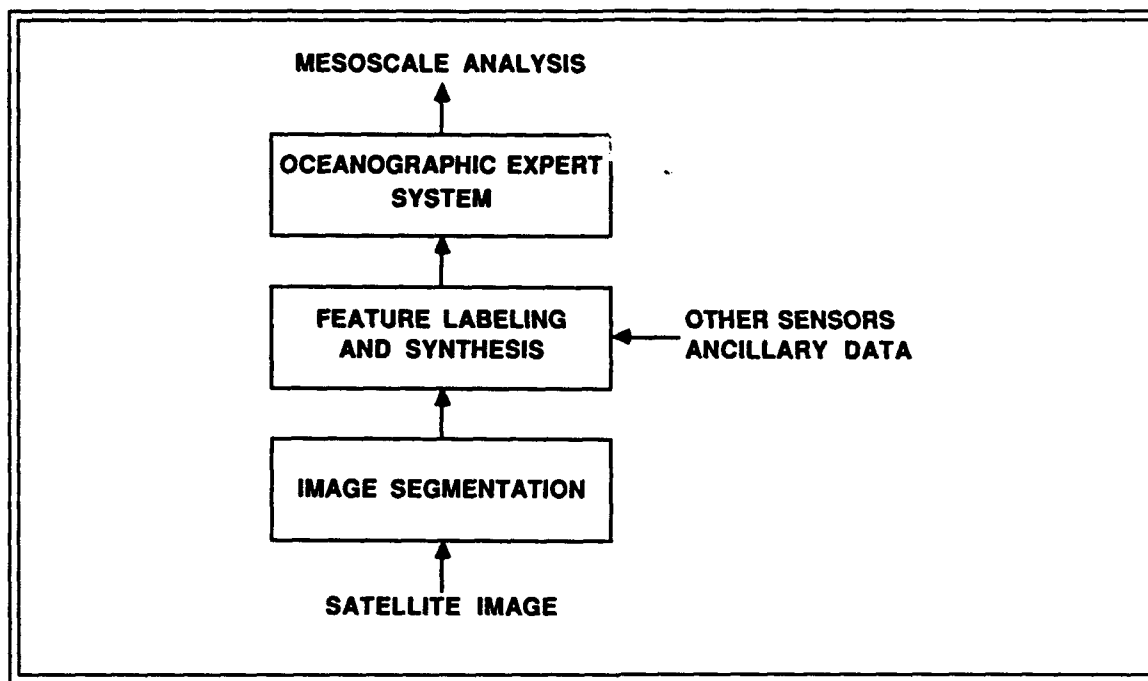 MESOSCALE ANALYSIS
OCEANOGRAPHIC EXPERT
SYSTEM
FEATURE LABELING
AND SYNTHESIS
OTHER SENSORS
ANCILLARY DATA
IMAGE SEGMENTATION
SATELLITE IMAGE